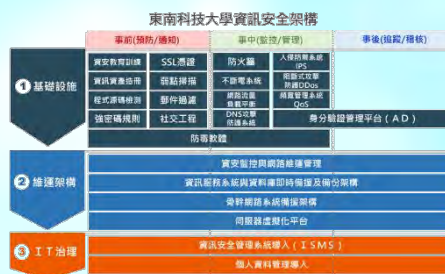 東南科技大學資訊安全架構
事前(預防/通知)
事中(監控/管理)
事後(追蹤/稽核)
1 基礎設施
資安教育訓練
SSL憑證
防火牆
入侵防禦系統
IPS
資訊資產造冊
弱點掃描
不斷電系統
阻斷式攻擊
防護DDos
程式源碼檢測
郵件過濾
網路流量
負載平衡
頻寬管理系統
QoS
強密碼規則
社交工程
DNS攻擊
防護系統
身分驗證管理平台(AD)
防毒軟體
2 維運架構
資安監控與網路維運管理
資訊服務系統與資料庫即時備援及備份架構
骨幹網路系統備援架構
伺服器虛擬化平台
3 IT治理
資訊安全管理系統導入(ISMS)
個人資料管理導入